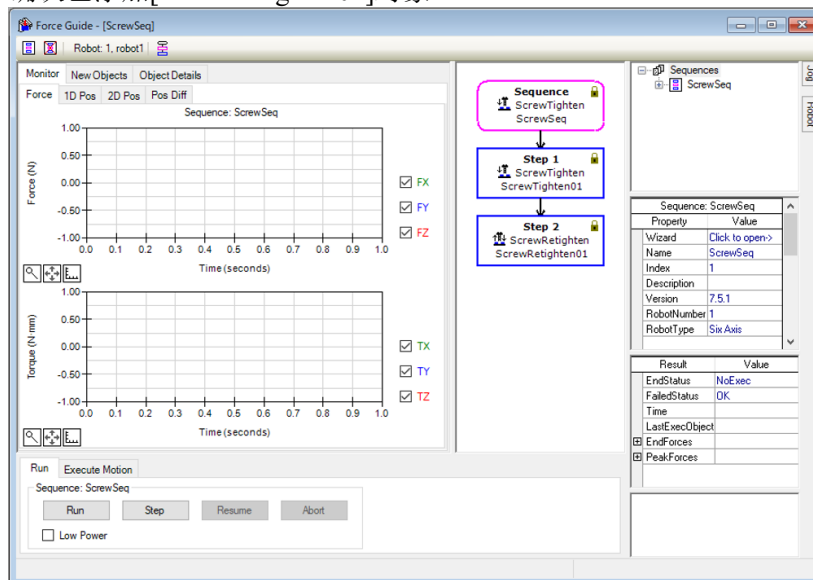 Force Guide - [ScrewSeq]
Robot: 1, robot1
Monitor New Objects Object Details
Force 1D Pos 2D Pos Pos Diff
Sequence: ScrewSeq
1.00
0.50
0.00
-0.50
-1.00
Force (N)
0.0 0.1 0.2 0.3 0.4 0.5 0.6 0.7 0.8 0.9 1.0
Time (seconds)
FX
FY
FZ
1.00
0.50
0.00
-0.50
-1.00
Torque (N·mm)
0.0 0.1 0.2 0.3 0.4 0.5 0.6 0.7 0.8 0.9 1.0
Time (seconds)
TX
TY
TZ
Run Execute Motion
Sequence: ScrewSeq
Run Step Resume Abort
Low Power
Sequence
ScrewTighten
ScrewSeq
Step 1
ScrewTighten
ScrewTighten01
Step 2
ScrewRetighten
ScrewRetighten01
Sequences
ScrewSeq
Jog
Robot
Sequence: ScrewSeq
Property Value
Wizard Click to open->
Name ScrewSeq
Index 1
Description
Version 7.5.1
RobotNumber 1
RobotType Six Axis
Result Value
EndStatus NoExec
FailedStatus OK
Time
LastExecObject
EndForces
PeakForces